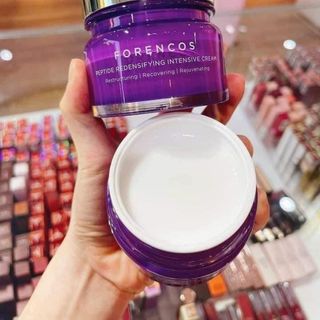 FORENCOS
PEPTIDE REDENSIFYING INTENSIVE CREAM
Restructuring | Recovering | Rejuvenating